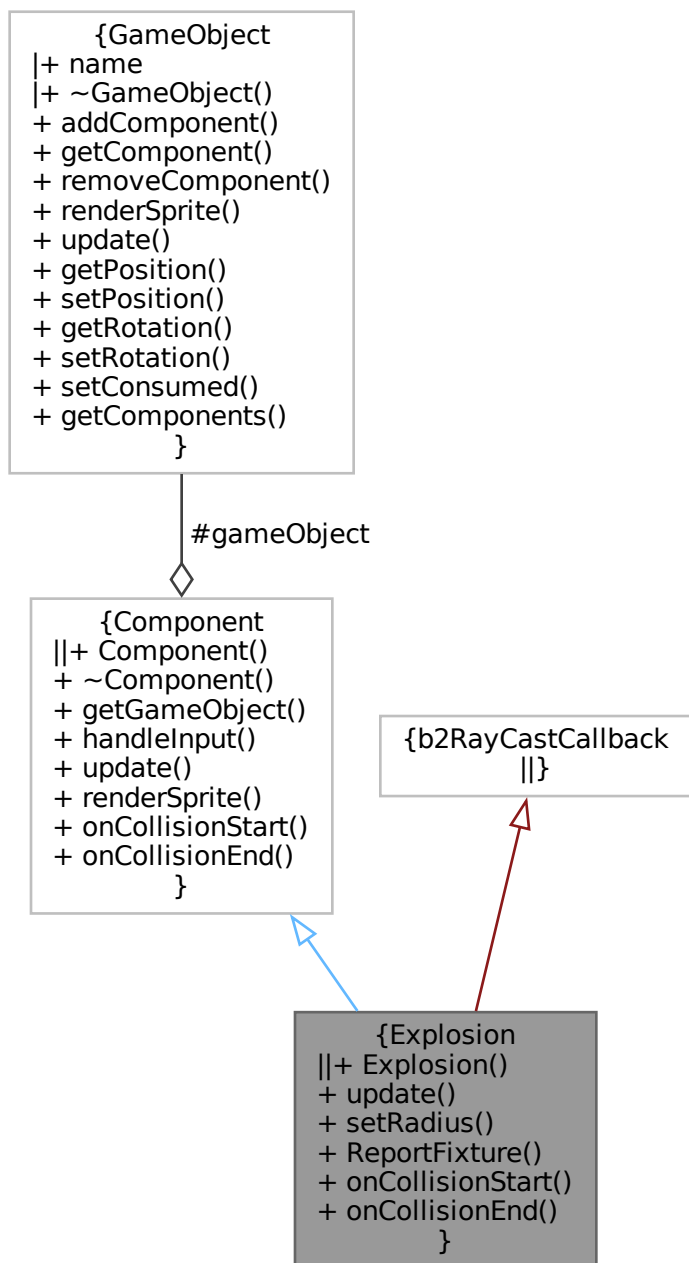 {GameObject
|+ name
|+ ~GameObject()
+ addComponent()
+ getComponent()
+ removeComponent()
+ renderSprite()
+ update()
+ getPosition()
+ setPosition()
+ getRotation()
+ setRotation()
+ setConsumed()
+ getComponents()
}
#gameObject
{Component
||+ Component()
+ ~Component()
+ getGameObject()
+ handleInput()
+ update()
+ renderSprite()
+ onCollisionStart()
+ onCollisionEnd()
}
{b2RayCastCallback
||}
{Explosion
||+ Explosion()
+ update()
+ setRadius()
+ ReportFixture()
+ onCollisionStart()
+ onCollisionEnd()
}